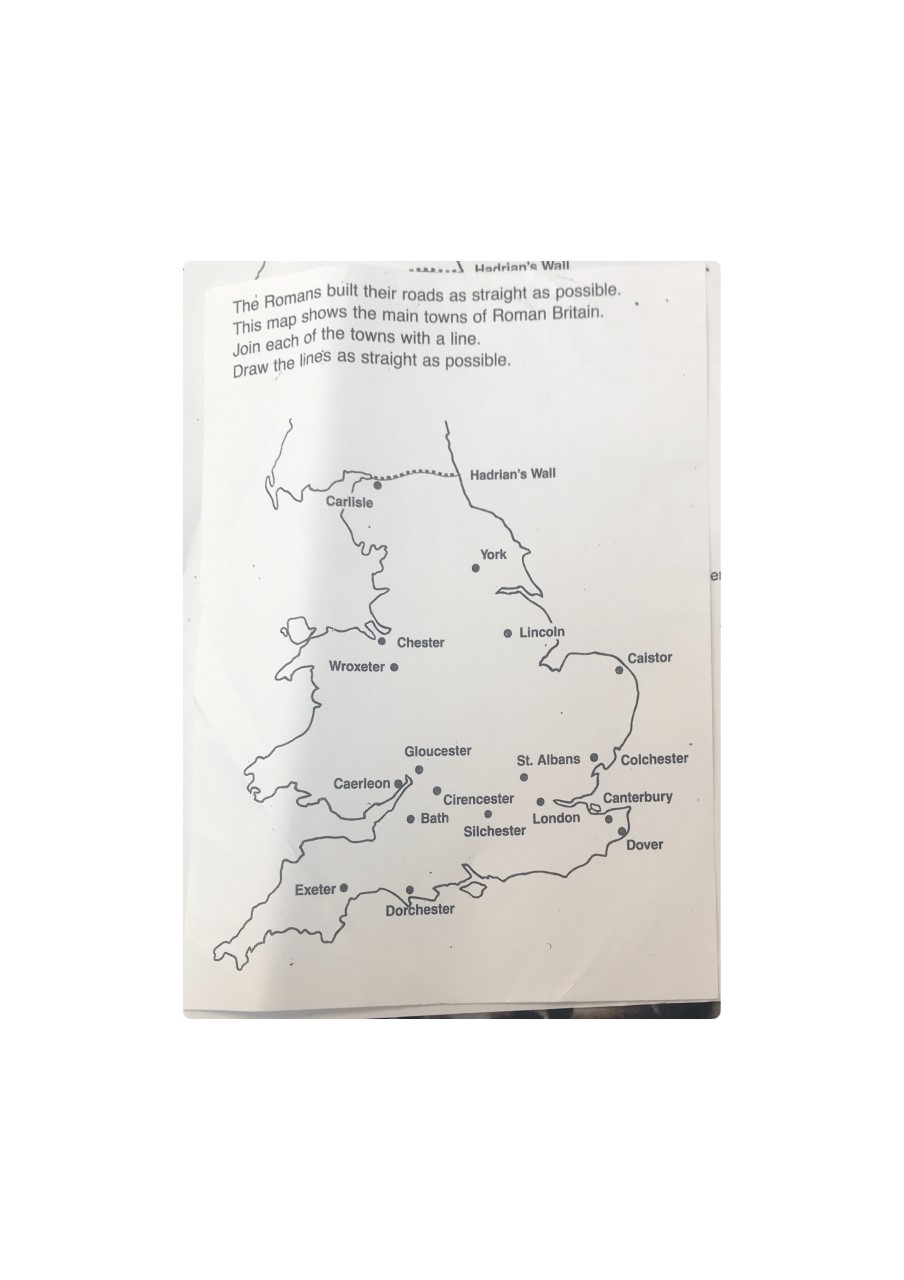 Hadrian's Wall
The Romans built their roads as straight as possible.
This map shows the main towns of Roman Britain.
Join each of the towns with a line.
Draw the lines as straight as possible.
Hadrian's Wall
Carlisle
York
Lincoln
Chester
Caistor
Wroxeter
Gloucester
St. Albans
Colchester
Caerleon
Cirencester
Canterbury
Bath
London
Silchester
Dover
Exeter
Dorchester